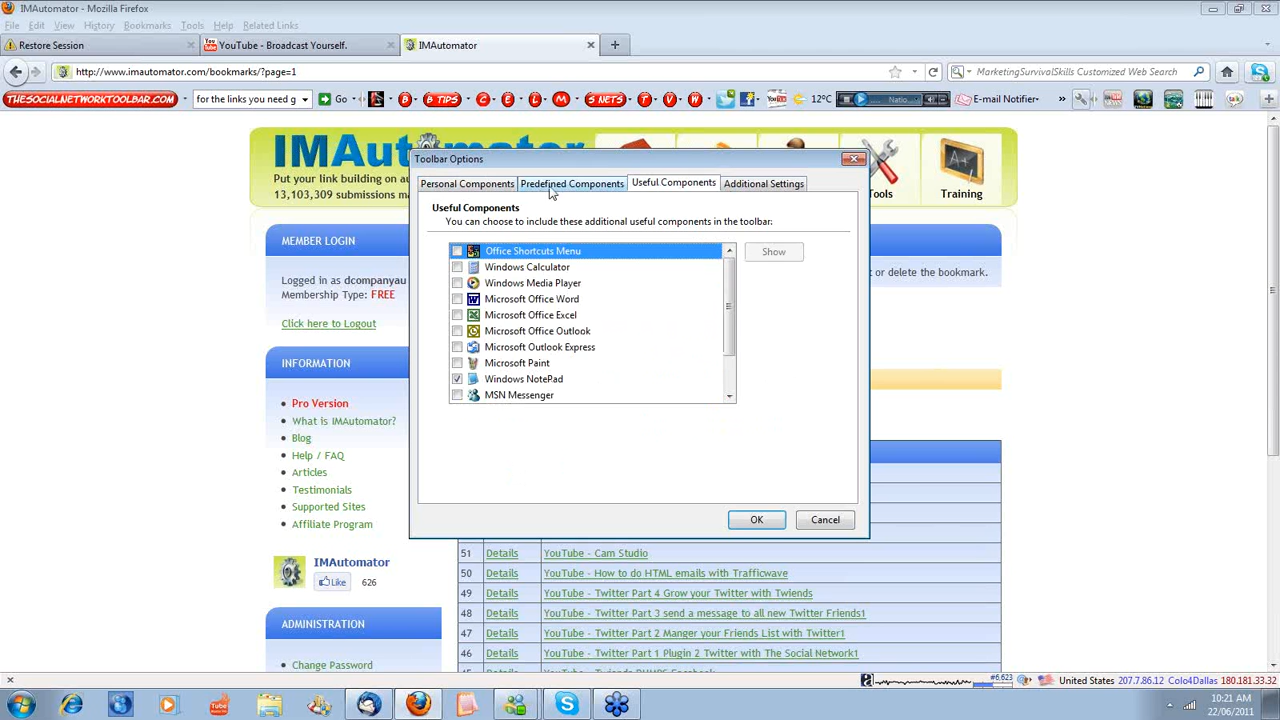 IMAutomator - Mozilla Firefox
File Edit View History Bookmarks Tools Help Related Links
Restore Session
YouTube - Broadcast Yourself.
IMAutomator
http://www.imautomator.com/bookmarks/?page=1
MarketingSurvivalSkills Customized Web Search
THESOCIALNETWORKTOOLBAR.COM
for the links you need g
Go
B
B TIPS
C
E
L
M
S NETS
T
V
W
12°C
E-mail Notifier
IMAu
Put your link building on au
13,103,309 submissions ma
Tools
Training
Toolbar Options
Personal Components
Predefined Components
Useful Components
Additional Settings
Useful Components
You can choose to include these additional useful components in the toolbar:
Office Shortcuts Menu
Windows Calculator
Windows Media Player
Microsoft Office Word
Microsoft Office Excel
Microsoft Office Outlook
Microsoft Outlook Express
Microsoft Paint
Windows NotePad
MSN Messenger
Show
OK
Cancel
MEMBER LOGIN
Logged in as dcompanyau
Membership Type: FREE
Click here to Logout
t or delete the bookmark.
INFORMATION
Pro Version
What is IMAutomator?
Blog
Help / FAQ
Articles
Testimonials
Supported Sites
Affiliate Program
IMAutomator
Like 626
ADMINISTRATION
Change Password
51 Details YouTube - Cam Studio
50 Details YouTube - How to do HTML emails with Trafficwave
49 Details YouTube - Twitter Part 4 Grow your Twitter with Twiends
48 Details YouTube - Twitter Part 3 send a message to all new Twitter Friends1
47 Details YouTube - Twitter Part 2 Manger your Friends List with Twitter1
46 Details YouTube - Twitter Part 1 Plugin 2 Twitter with The Social Network1
#6,623
United States 207.7.86.12 Colo4Dallas 180.181.33.32
10:21 AM
22/06/2011